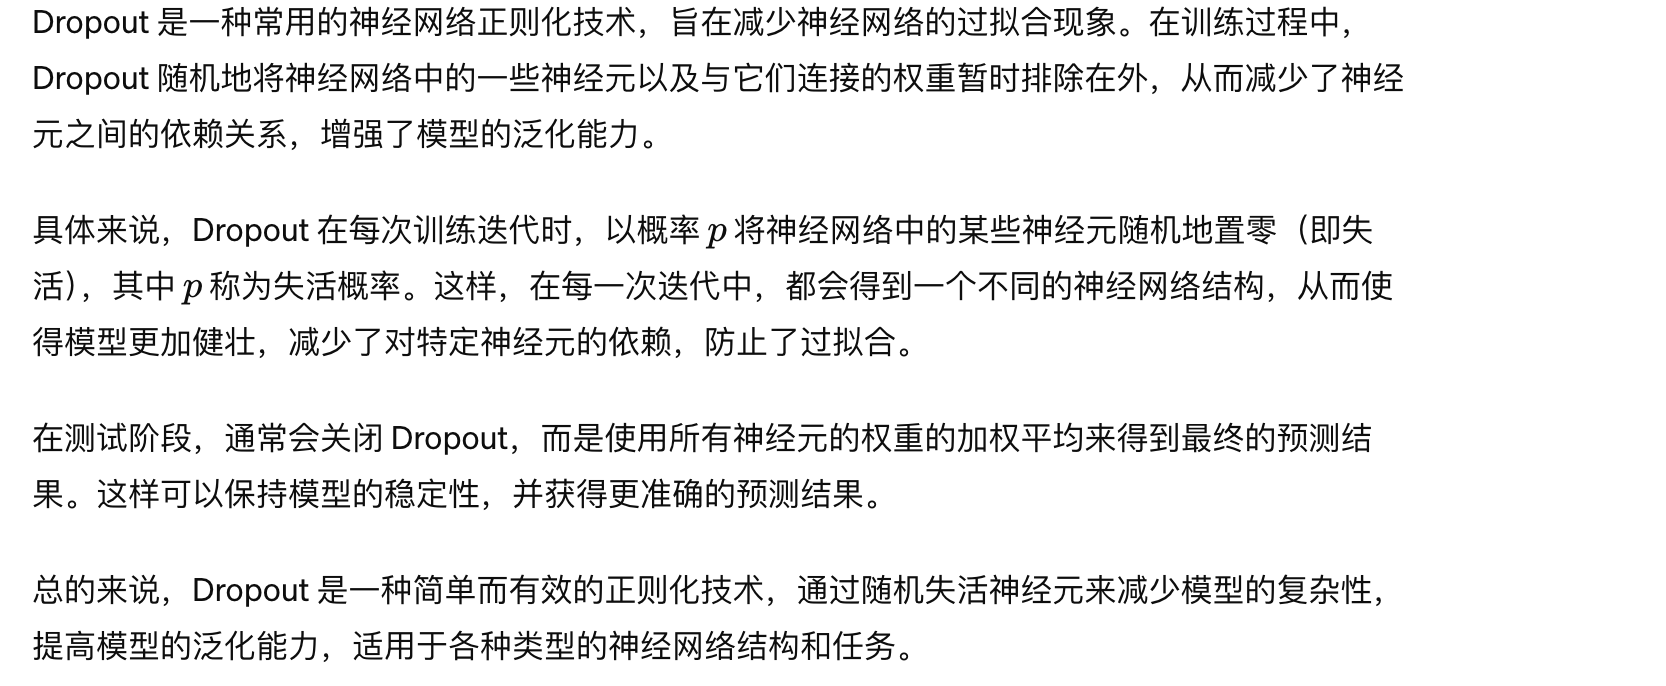 Dropout 是一种常用的神经网络正则化技术，旨在减少神经网络的过拟合现象。在训练过程中，
Dropout 随机地将神经网络中的一些神经元以及与它们连接的权重暂时排除在外，从而减少了神经
元之间的依赖关系，增强了模型的泛化能力。
具体来说，Dropout 在每次训练迭代时，以概率 p 将神经网络中的某些神经元随机地置零（即失
活），其中 p 称为失活概率。这样，在每一次迭代中，都会得到一个不同的神经网络结构，从而使
得模型更加健壮，减少了对特定神经元的依赖，防止了过拟合。
在测试阶段，通常会关闭 Dropout，而是使用所有神经元的权重的加权平均来得到最终的预测结
果。这样可以保持模型的稳定性，并获得更准确的预测结果。
总的来说，Dropout 是一种简单而有效的正则化技术，通过随机失活神经元来减少模型的复杂性，
提高模型的泛化能力，适用于各种类型的神经网络结构和任务。